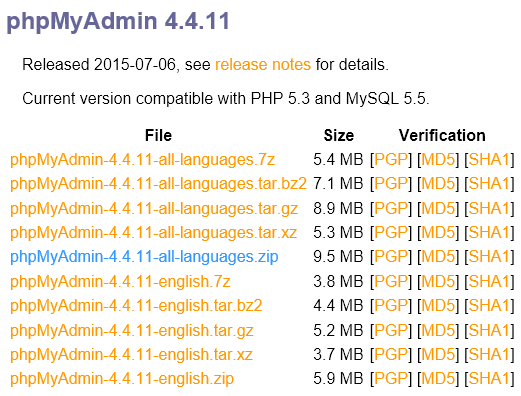 phpMyAdmin 4.4.11
Released 2015-07-06, see release notes for details.
Current version compatible with PHP 5.3 and MySQL 5.5.
File Size Verification
phpMyAdmin-4.4.11-all-languages.7z 5.4 MB [PGP] [MD5] [SHA1]
phpMyAdmin-4.4.11-all-languages.tar.bz2 7.1 MB [PGP] [MD5] [SHA1]
phpMyAdmin-4.4.11-all-languages.tar.gz 8.9 MB [PGP] [MD5] [SHA1]
phpMyAdmin-4.4.11-all-languages.tar.xz 5.3 MB [PGP] [MD5] [SHA1]
phpMyAdmin-4.4.11-all-languages.zip 9.5 MB [PGP] [MD5] [SHA1]
phpMyAdmin-4.4.11-english.7z 3.8 MB [PGP] [MD5] [SHA1]
phpMyAdmin-4.4.11-english.tar.bz2 4.4 MB [PGP] [MD5] [SHA1]
phpMyAdmin-4.4.11-english.tar.gz 5.2 MB [PGP] [MD5] [SHA1]
phpMyAdmin-4.4.11-english.tar.xz 3.7 MB [PGP] [MD5] [SHA1]
phpMyAdmin-4.4.11-english.zip 5.9 MB [PGP] [MD5] [SHA1]